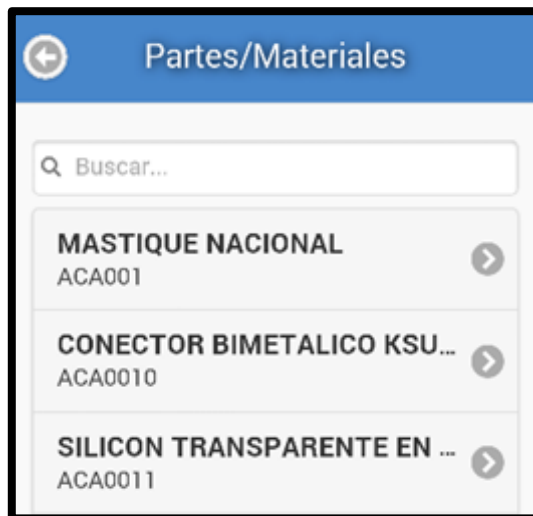 Partes/Materiales
Buscar...
MASTIQUE NACIONAL
ACA001
CONECTOR BIMETALICO KSU...
ACA0010
SILICON TRANSPARENTE EN ...
ACA0011